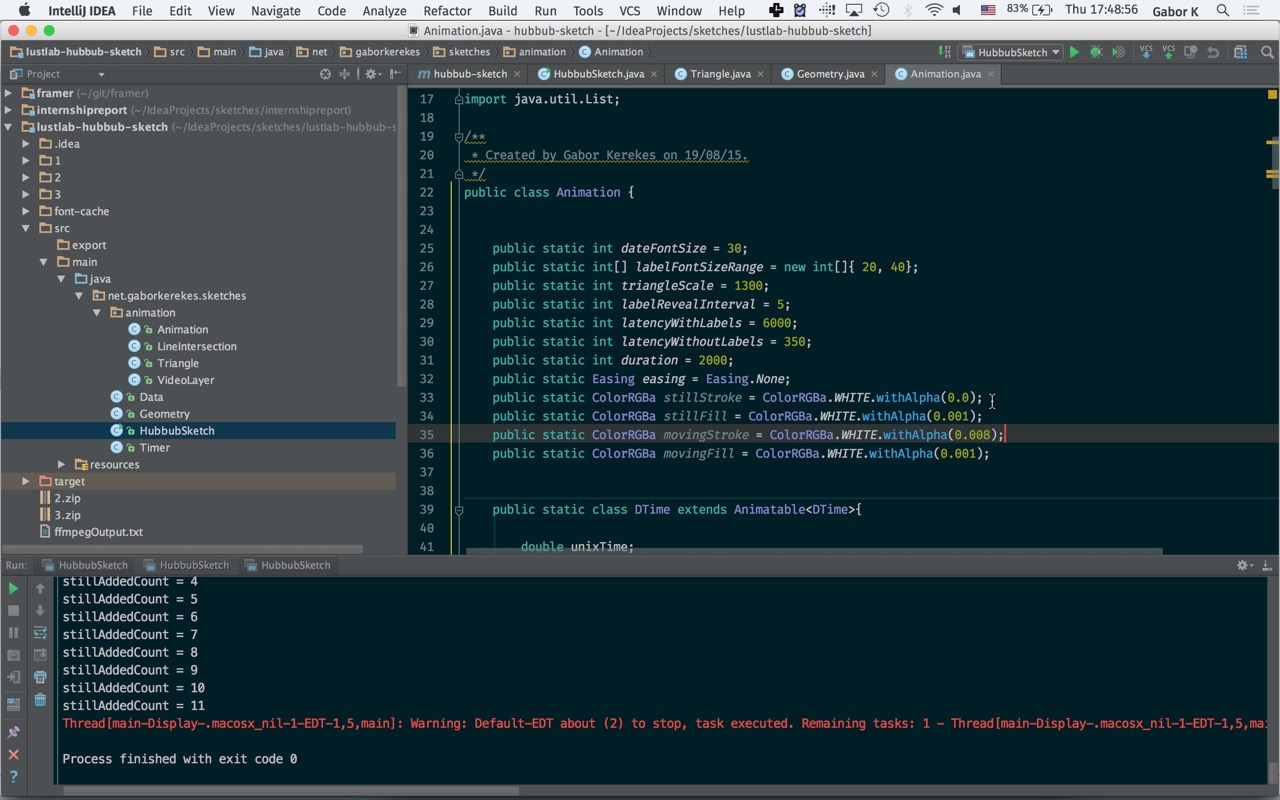 IntelliJ IDEA File Edit View Navigate Code Analyze Refactor Build Run Tools VCS Window Help 83% Thu 17:48:56 Gabor K
Animation.java - hubbub-sketch - [~/IdeaProjects/sketches/lustlab-hubbub-sketch]
lustlab-hubbub-sketch src main java net gaborkerekes sketches animation Animation HubbubSketch VCS VCS
Project
m hubbub-sketch HubbubSketch.java Triangle.java Geometry.java Animation.java
framer (~/git/framer)
internshipreport (~/IdeaProjects/sketches/internshipreport)
lustlab-hubbub-sketch (~/IdeaProjects/sketches/lustlab-hubbub-s
.idea
1
2
3
font-cache
src
export
main
java
net.gaborkerekes.sketches
animation
Animation
LineIntersection
Triangle
VideoLayer
Data
Geometry
HubbubSketch
Timer
resources
target
2.zip
3.zip
ffmpegOutput.txt
17 import java.util.List;
18
19 /**
20 * Created by Gabor Kerekes on 19/08/15.
21 */
22 public class Animation {
23
24
25 public static int dateFontSize = 30;
26 public static int[] labelFontSizeRange = new int[]{ 20, 40};
27 public static int triangleScale = 1300;
28 public static int labelRevealInterval = 5;
29 public static int latencyWithLabels = 6000;
30 public static int latencyWithoutLabels = 350;
31 public static int duration = 2000;
32 public static Easing easing = Easing.None;
33 public static ColorRGBa stillStroke = ColorRGBa.WHITE.withAlpha(0.0);
34 public static ColorRGBa stillFill = ColorRGBa.WHITE.withAlpha(0.001);
35 public static ColorRGBa movingStroke = ColorRGBa.WHITE.withAlpha(0.008);
36 public static ColorRGBa movingFill = ColorRGBa.WHITE.withAlpha(0.001);
37
38
39 public static class DTime extends Animatable<DTime>{
40
41 double unixTime;
Run: HubbubSketch HubbubSketch HubbubSketch
stillAddedCount = 4
stillAddedCount = 5
stillAddedCount = 6
stillAddedCount = 7
stillAddedCount = 8
stillAddedCount = 9
stillAddedCount = 10
stillAddedCount = 11
Thread[main-Display-.macosx_nil-1-EDT-1,5,main]: Warning: Default-EDT about (2) to stop, task executed. Remaining tasks: 1 - Thread[main-Display-.macosx_nil-1-EDT-1,5,mai
Process finished with exit code 0